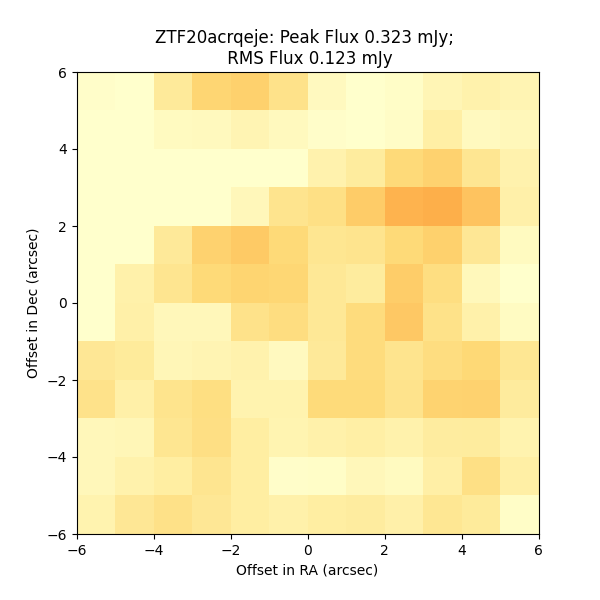 ZTF20acrqeje: Peak Flux 0.323 mJy;
RMS Flux 0.123 mJy
6
4
2
0
−2
−4
−6
Offset in Dec (arcsec)
−6 −4 −2 0 2 4 6
Offset in RA (arcsec)